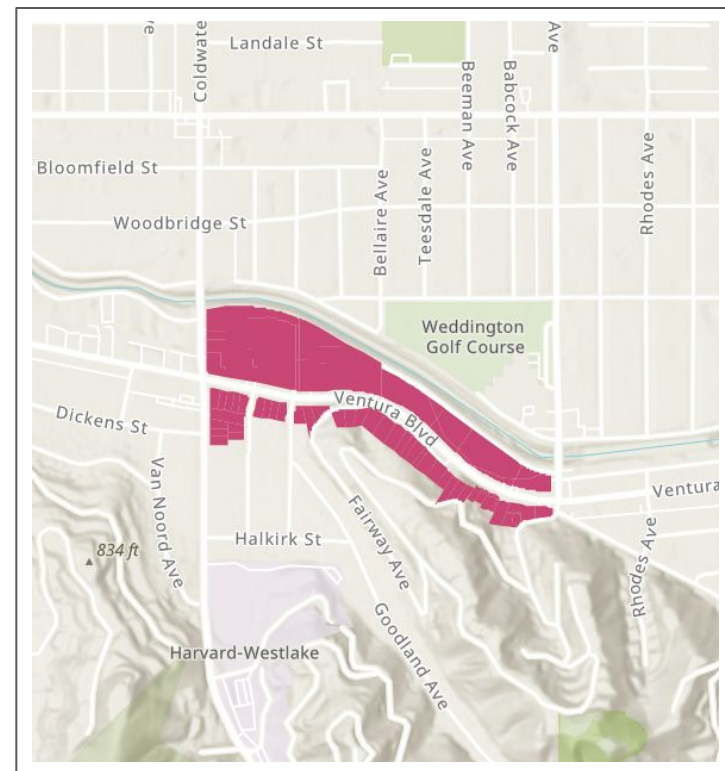 Landale St
Coldwate
e
Ave
Beeman Ave
Babcock Ave
Rhodes Ave
Bloomfield St
Bellaire Ave
Teesdale Ave
Woodbridge St
Weddington
Golf Course
Ventura Blvd
Dickens St
Van Noord Ave
Ventura
834 ft
Halkirk St
Fairway Ave
Rhodes Ave
Goodland Ave
Harvard-Westlake